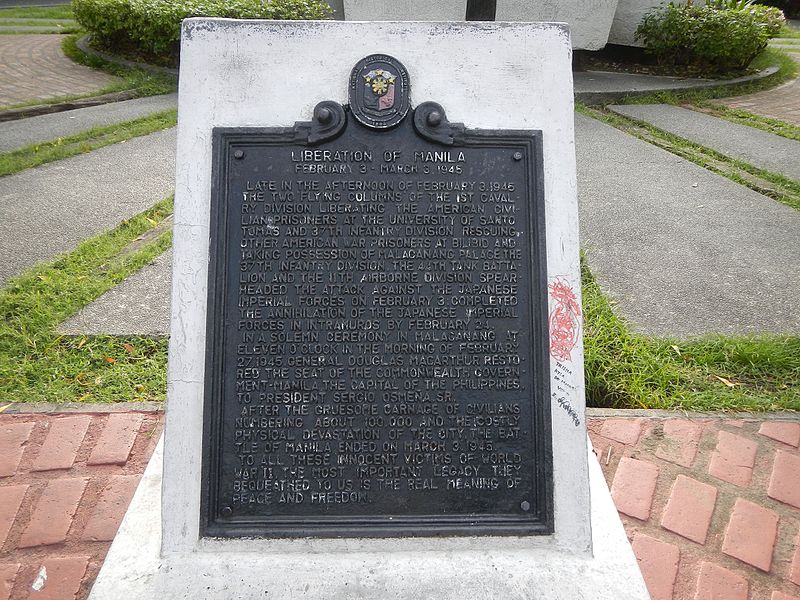 LIBERATION OF MANILA
FEBRUARY 3 - MARCH 3, 1945
LATE IN THE AFTERNOON OF FEBRUARY 3, 1945
THE TWO FLYING COLUMNS OF THE 1ST CAVAL-
RY DIVISION LIBERATING THE AMERICAN CIVI-
LIAN PRISONERS AT THE UNIVERSITY OF SANTO
TOMAS AND 37TH INFANTRY DIVISION RESCUING
OTHER AMERICAN WAR PRISONERS AT BILIBID AND
TAKING POSSESSION OF MALACAÑANG PALACE. THE
37TH INFANTRY DIVISION, THE 44TH TANK BATTA-
LION AND THE 11TH AIRBORNE DIVISION SPEAR
HEADED THE ATTACK AGAINST THE JAPANESE
IMPERIAL FORCES ON FEBRUARY 3. COMPLETED
THE ANNIHILATION OF THE JAPANESE IMPERIAL
FORCES IN INTRAMUROS BY FEBRUARY 24.
IN A SOLEMN CEREMONY IN MALACAÑANG AT
ELEVEN O'CLOCK IN THE MORNING OF FEBRUARY
27, 1945 GENERAL DOUGLAS MACARTHUR RESTO-
RED THE SEAT OF THE COMMONWEALTH GOVERN-
MENT-MANILA, THE CAPITAL OF THE PHILIPPINES,
TO PRESIDENT SERGIO OSMEÑA, SR.
AFTER THE GRUESOME CARNAGE OF CIVILIANS
NUMBERING ABOUT 100,000 AND THE COSTLY
PHYSICAL DEVASTATION OF THE CITY, THE BAT-
TLE OF MANILA ENDED ON MARCH 3, 1945.
TO ALL THESE INNOCENT VICTIMS OF WORLD
WAR II, THE MOST IMPORTANT LEGACY THEY
BEQUEATHED TO US IS THE REAL MEANING OF
PEACE AND FREEDOM.